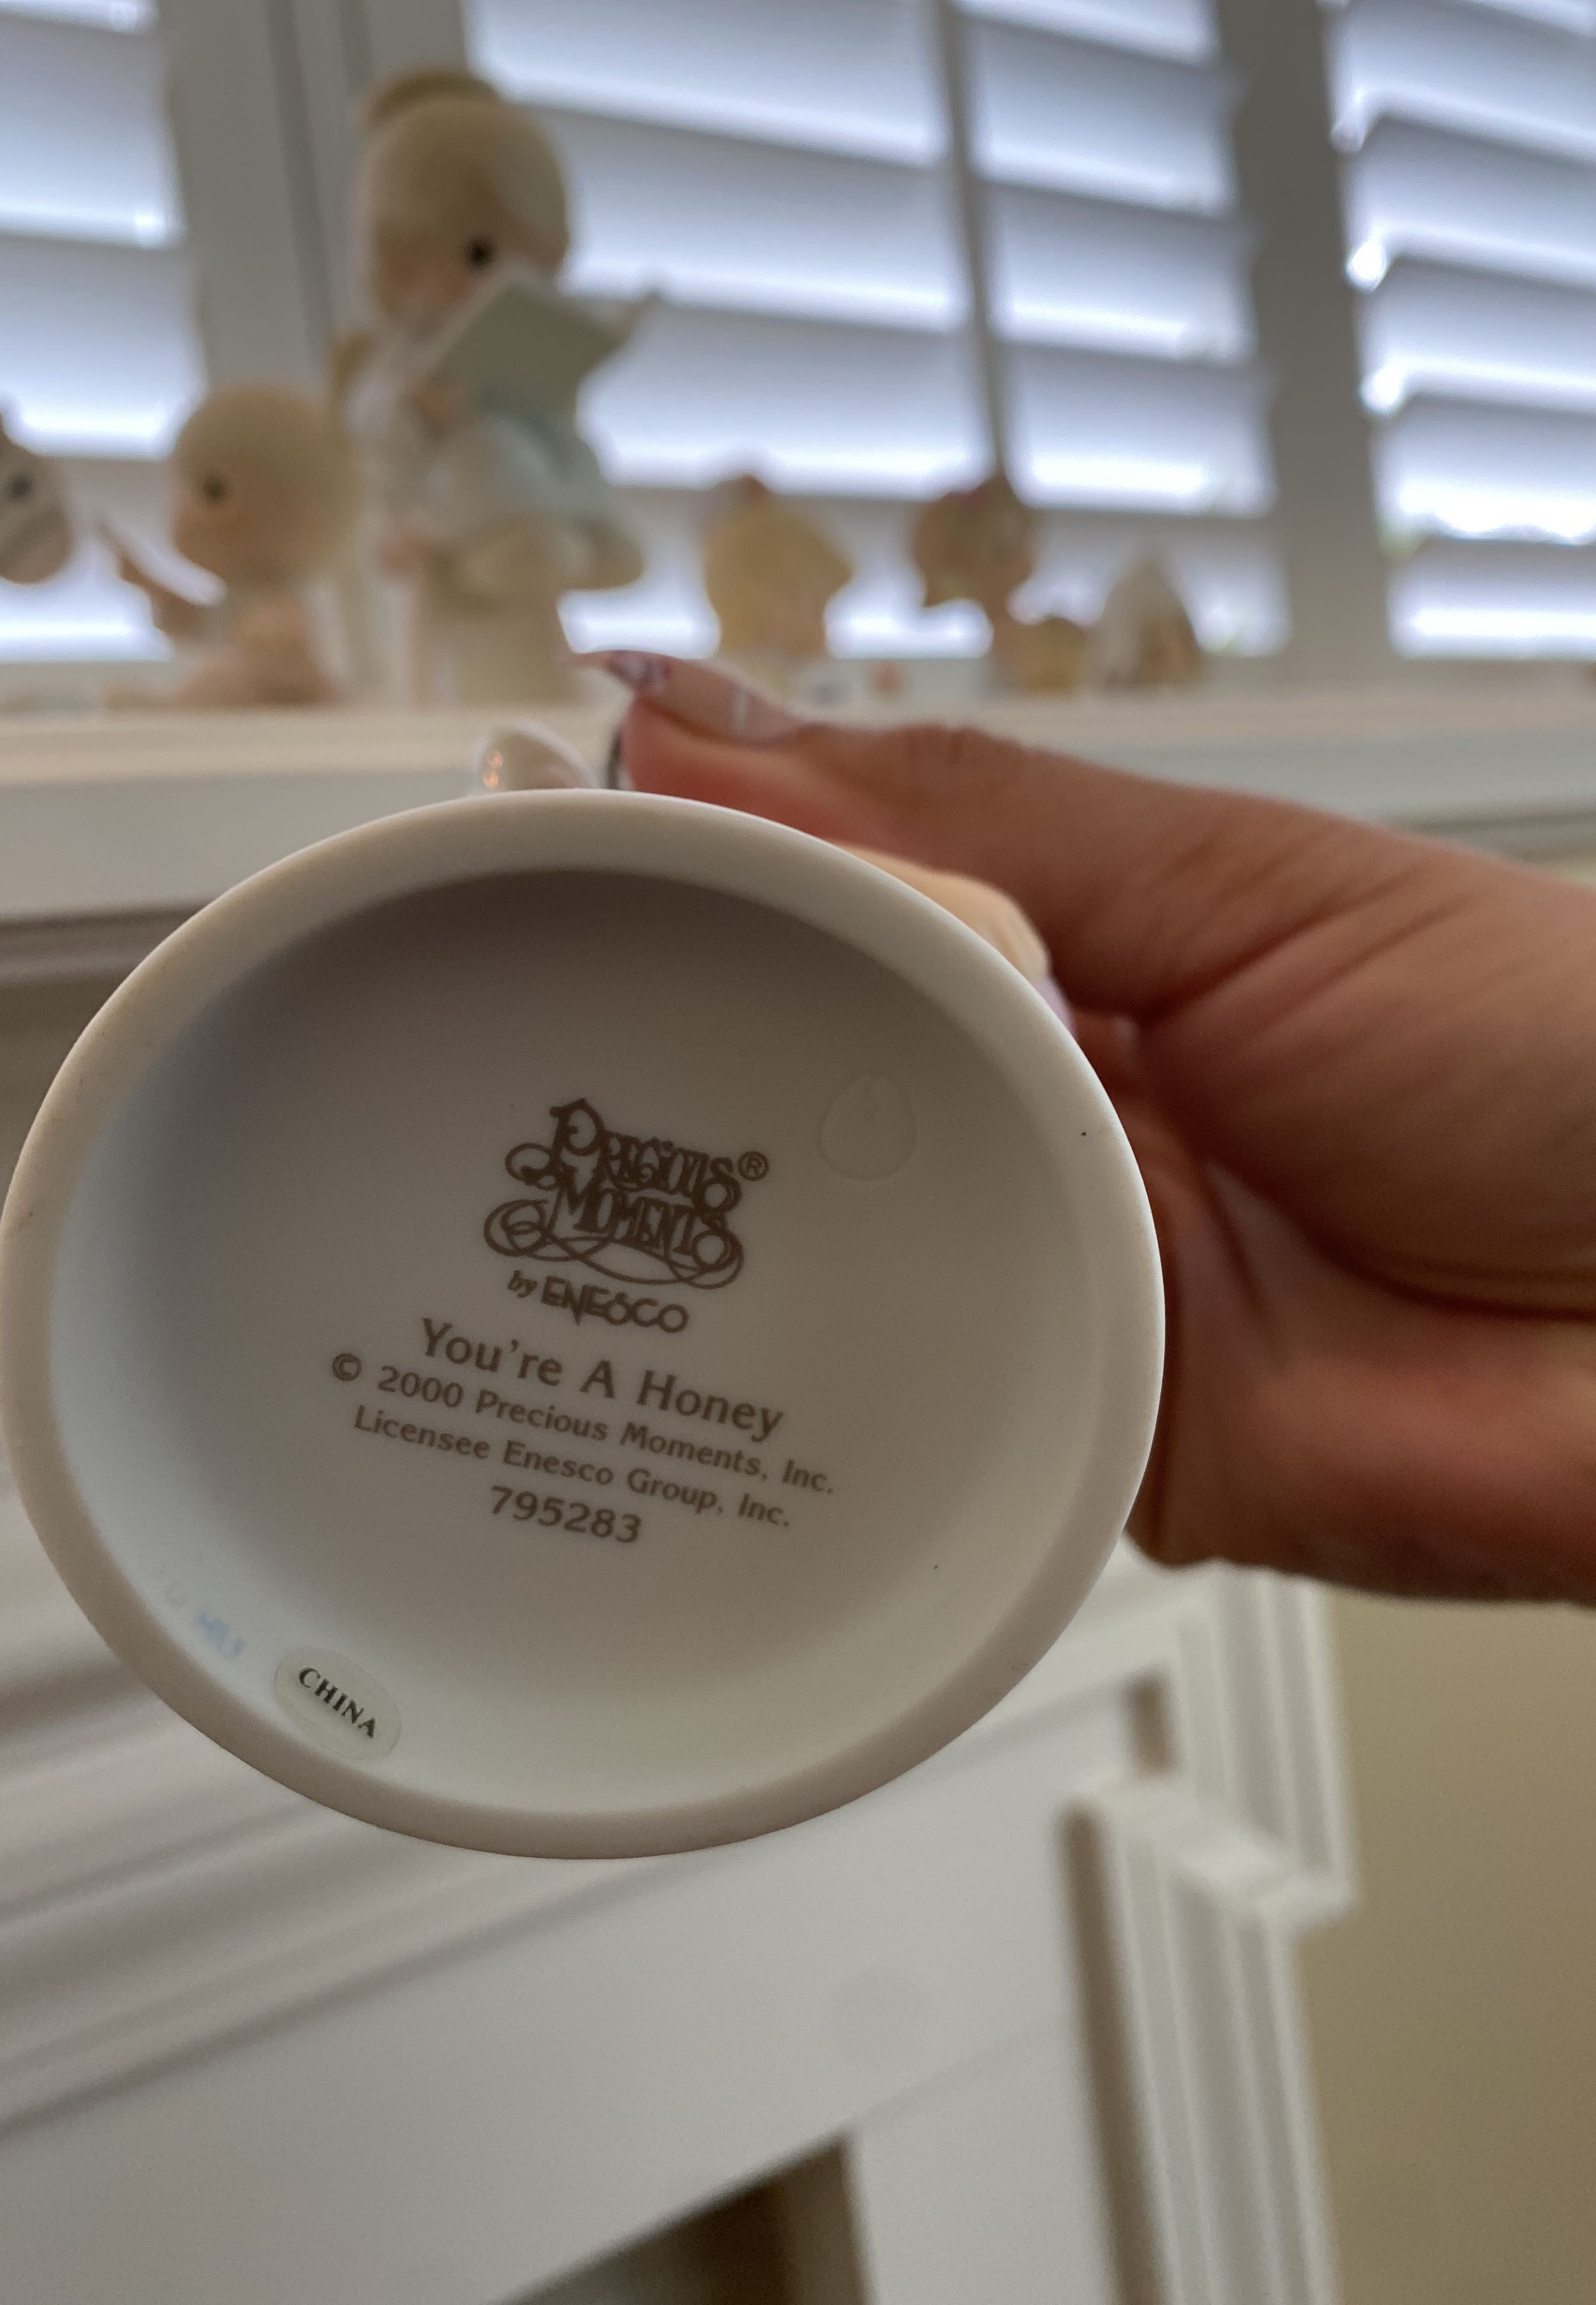 PRECIOUS®
MOMENTS
by ENESCO
You're A Honey
© 2000 Precious Moments, Inc.
Licensee Enesco Group, Inc.
795283
CHINA